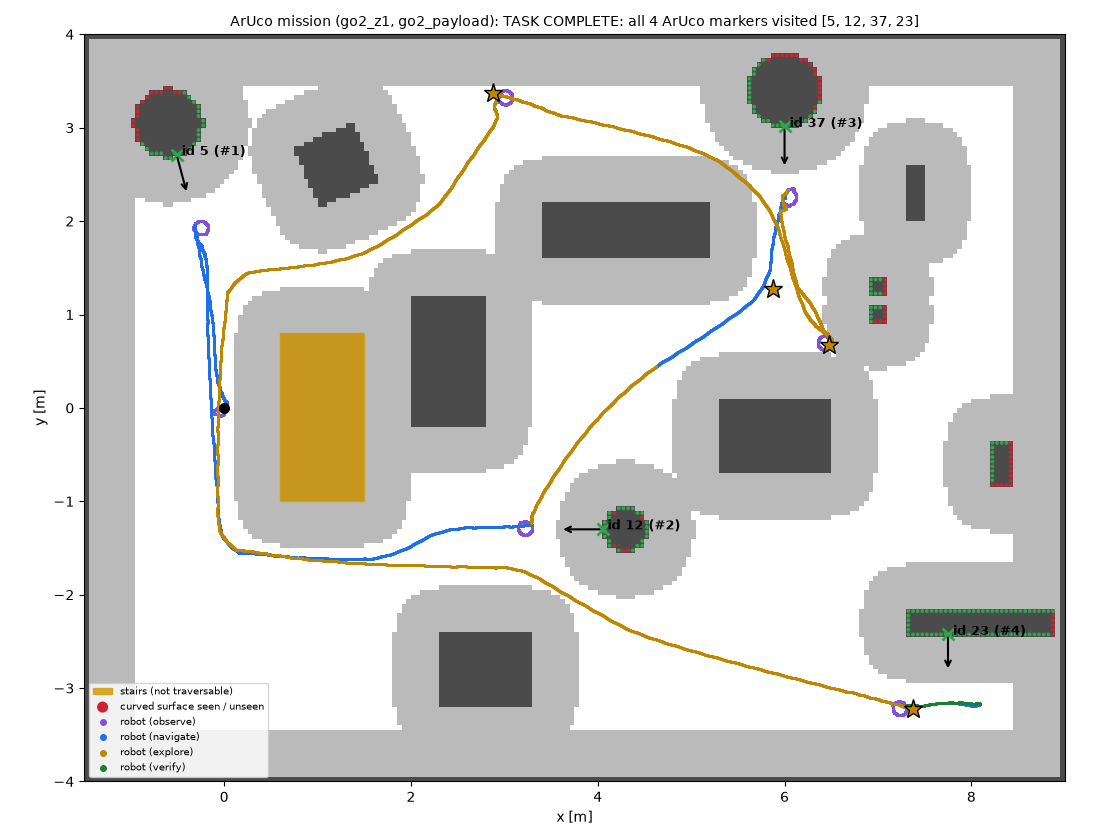 ArUco mission (go2_z1, go2_payload): TASK COMPLETE: all 4 ArUco markers visited [5, 12, 37, 23]
4
3
2
1
0
−1
−2
−3
−4
y [m]
id 5 (#1)
id 37 (#3)
id 12 (#2)
id 23 (#4)
stairs (not traversable)
curved surface seen / unseen
robot (observe)
robot (navigate)
robot (explore)
robot (verify)
0
2
4
6
8
x [m]